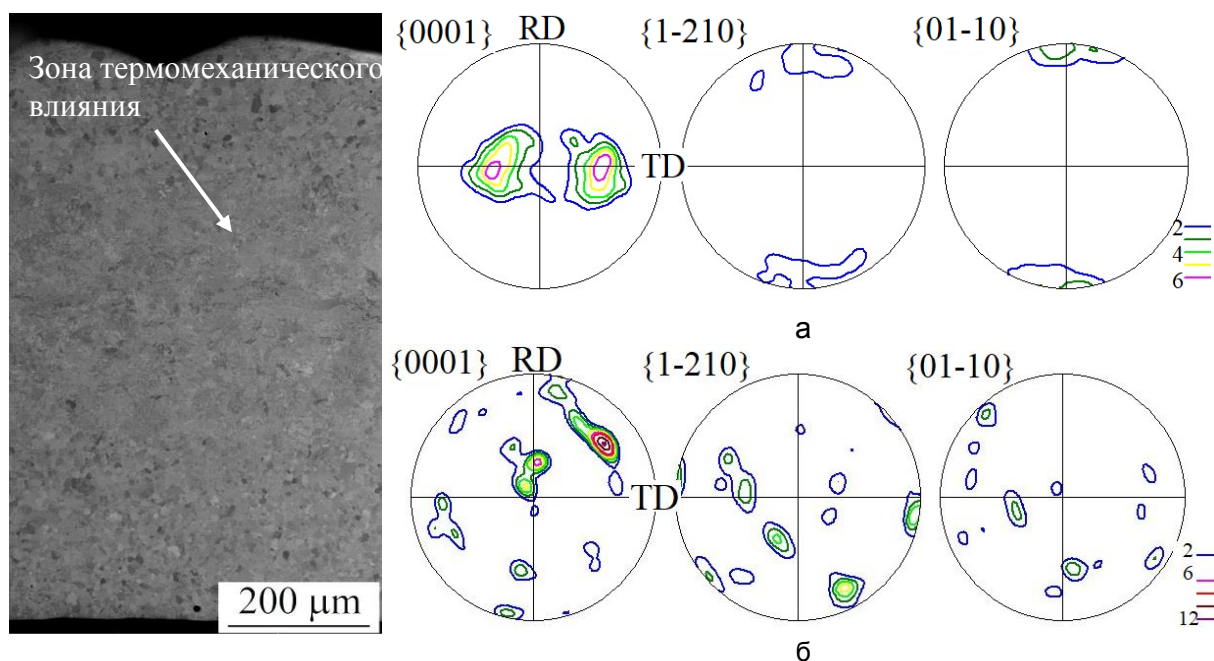 Зона термомеханического
влияния
200 μm
{0001} RD {1-210} {01-10}
TD
2
4
6
а
{0001} RD {1-210} {01-10}
TD
2
6
12
б